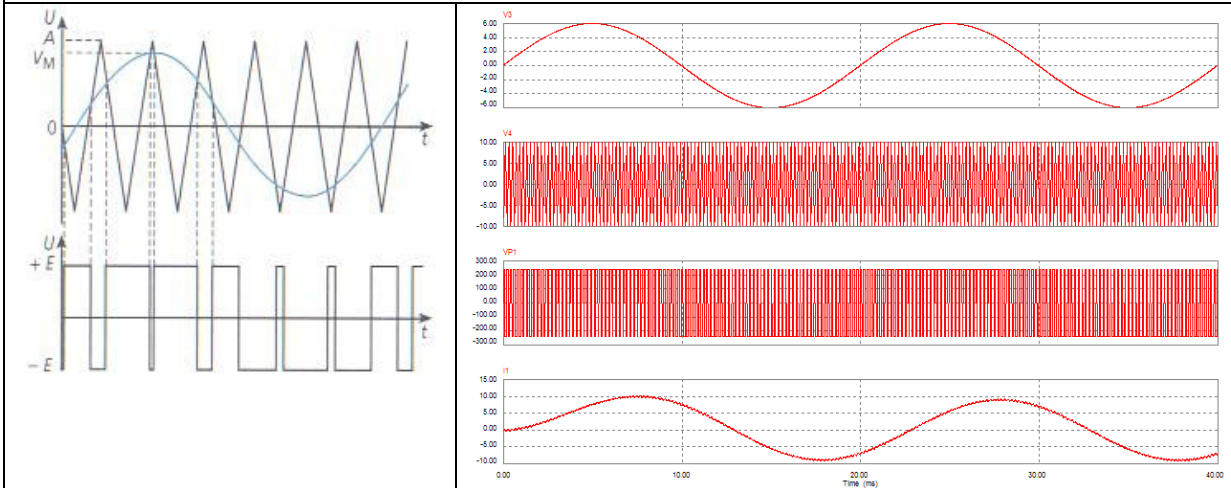 U
A
V_M
0
t
U
+E
t
−E
V3
6.00
4.00
2.00
0.00
-2.00
-4.00
-6.00
V4
10.00
5.00
0.00
-5.00
-10.00
VP1
300.00
200.00
100.00
0.00
-100.00
-200.00
-300.00
I1
15.00
10.00
5.00
0.00
-5.00
-10.00
0.00 10.00 20.00 30.00 40.00
Time (ms)